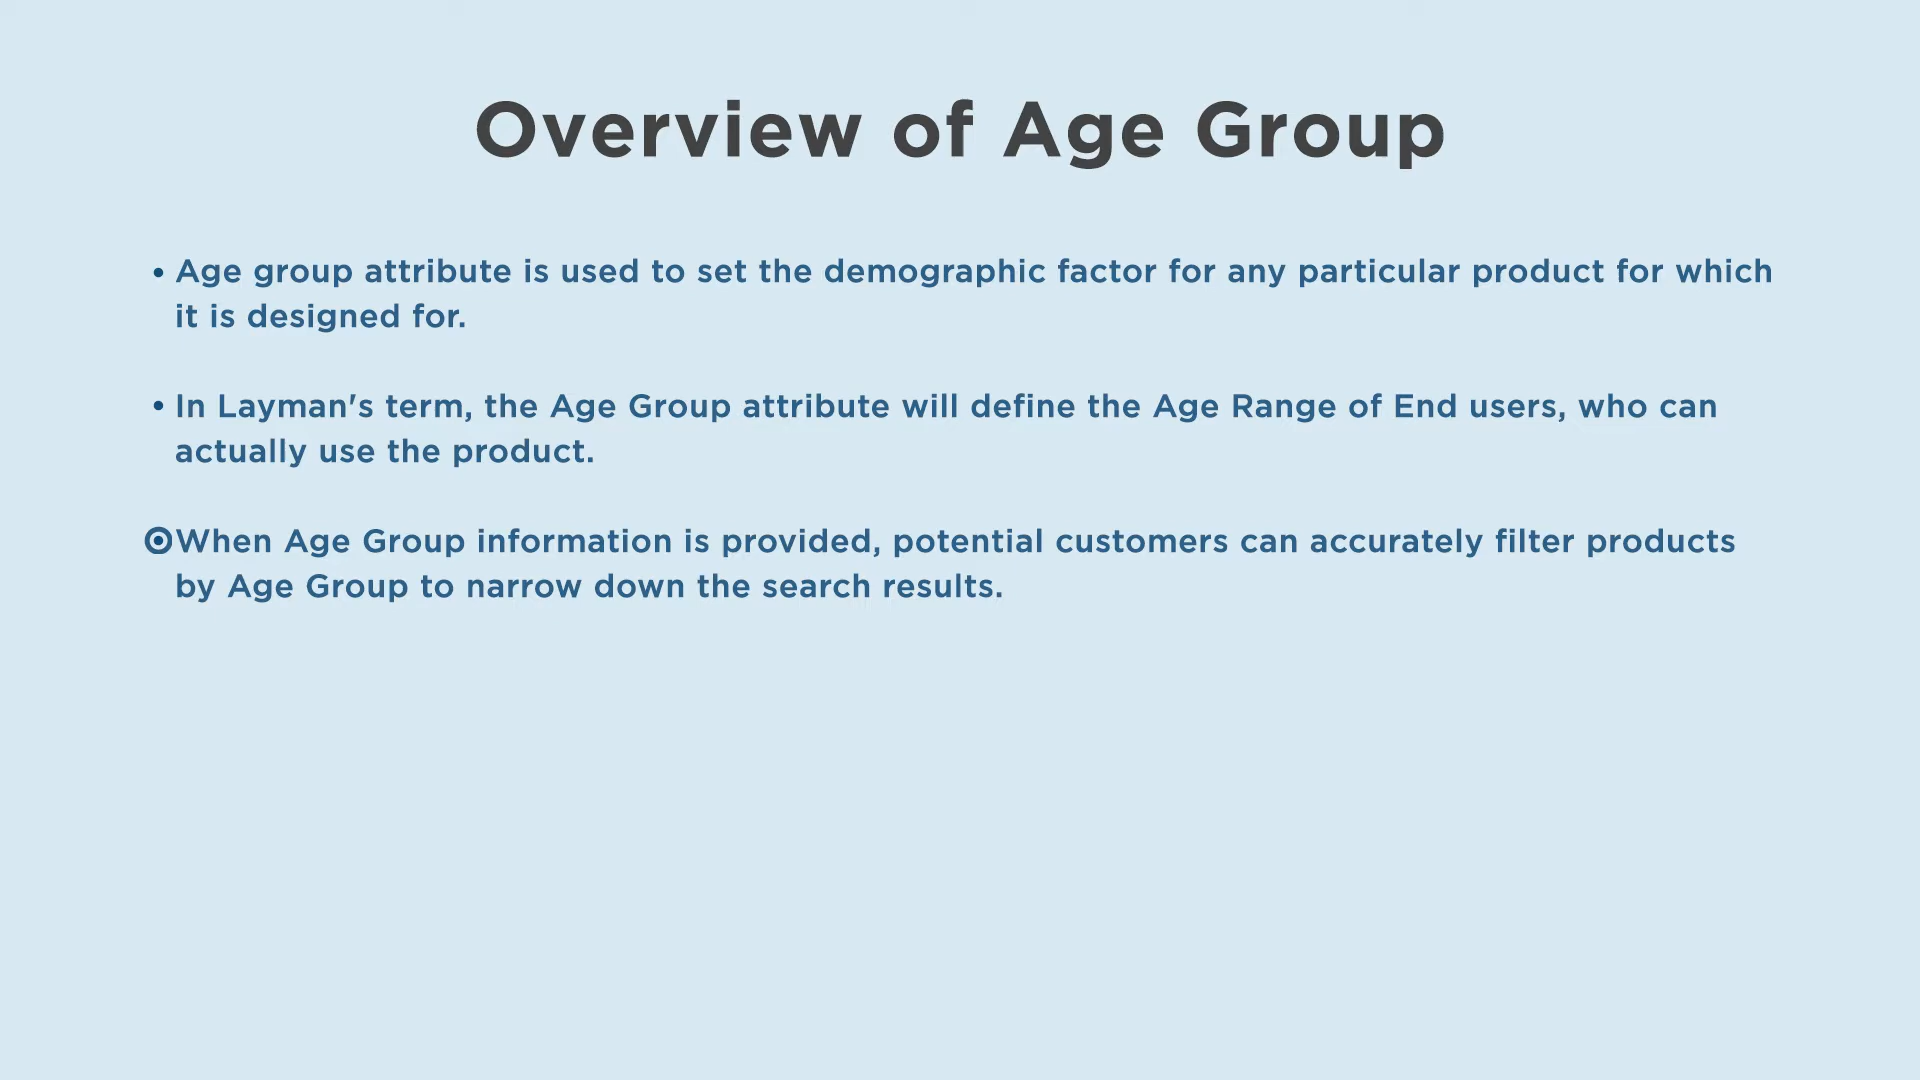 Overview of Age Group
• Age group attribute is used to set the demographic factor for any particular product for which
it is designed for.
• In Layman's term, the Age Group attribute will define the Age Range of End users, who can
actually use the product.
• When Age Group information is provided, potential customers can accurately filter products
by Age Group to narrow down the search results.